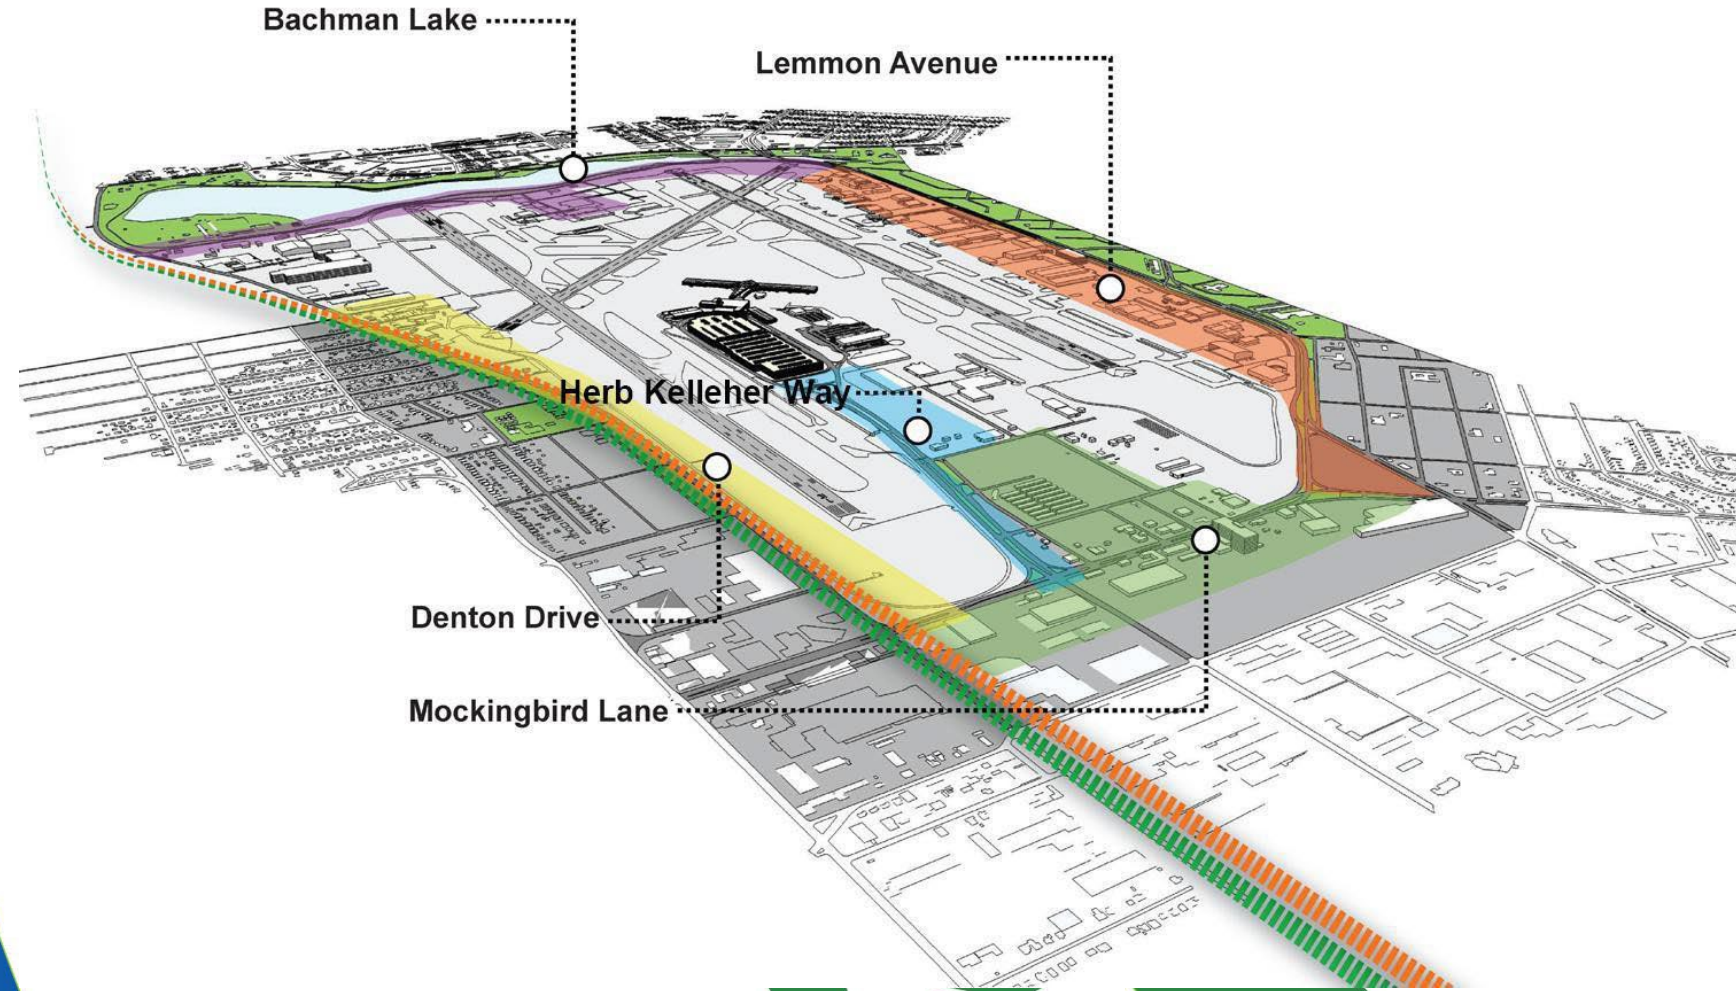 Bachman Lake
Lemmon Avenue
Herb Kelleher Way
Denton Drive
Mockingbird Lane